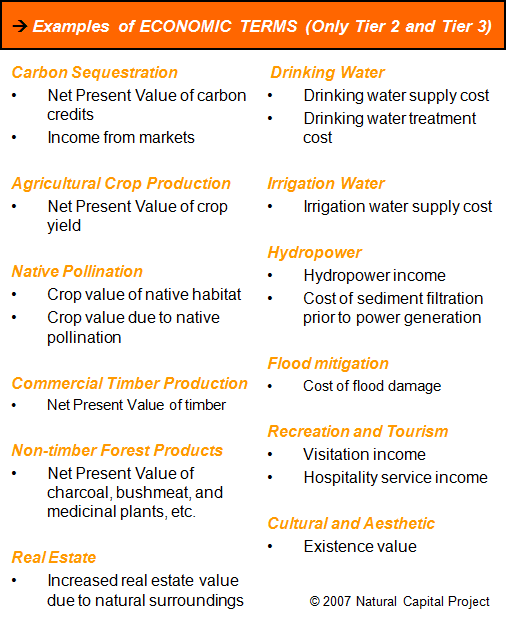 → Examples of ECONOMIC TERMS (Only Tier 2 and Tier 3)
Carbon Sequestration
• Net Present Value of carbon
credits
• Income from markets
Agricultural Crop Production
• Net Present Value of crop
yield
Native Pollination
• Crop value of native habitat
• Crop value due to native
pollination
Commercial Timber Production
• Net Present Value of timber
Non-timber Forest Products
• Net Present Value of
charcoal, bushmeat, and
medicinal plants, etc.
Real Estate
• Increased real estate value
due to natural surroundings
Drinking Water
• Drinking water supply cost
• Drinking water treatment
cost
Irrigation Water
• Irrigation water supply cost
Hydropower
• Hydropower income
• Cost of sediment filtration
prior to power generation
Flood mitigation
• Cost of flood damage
Recreation and Tourism
• Visitation income
• Hospitality service income
Cultural and Aesthetic
• Existence value
© 2007 Natural Capital Project